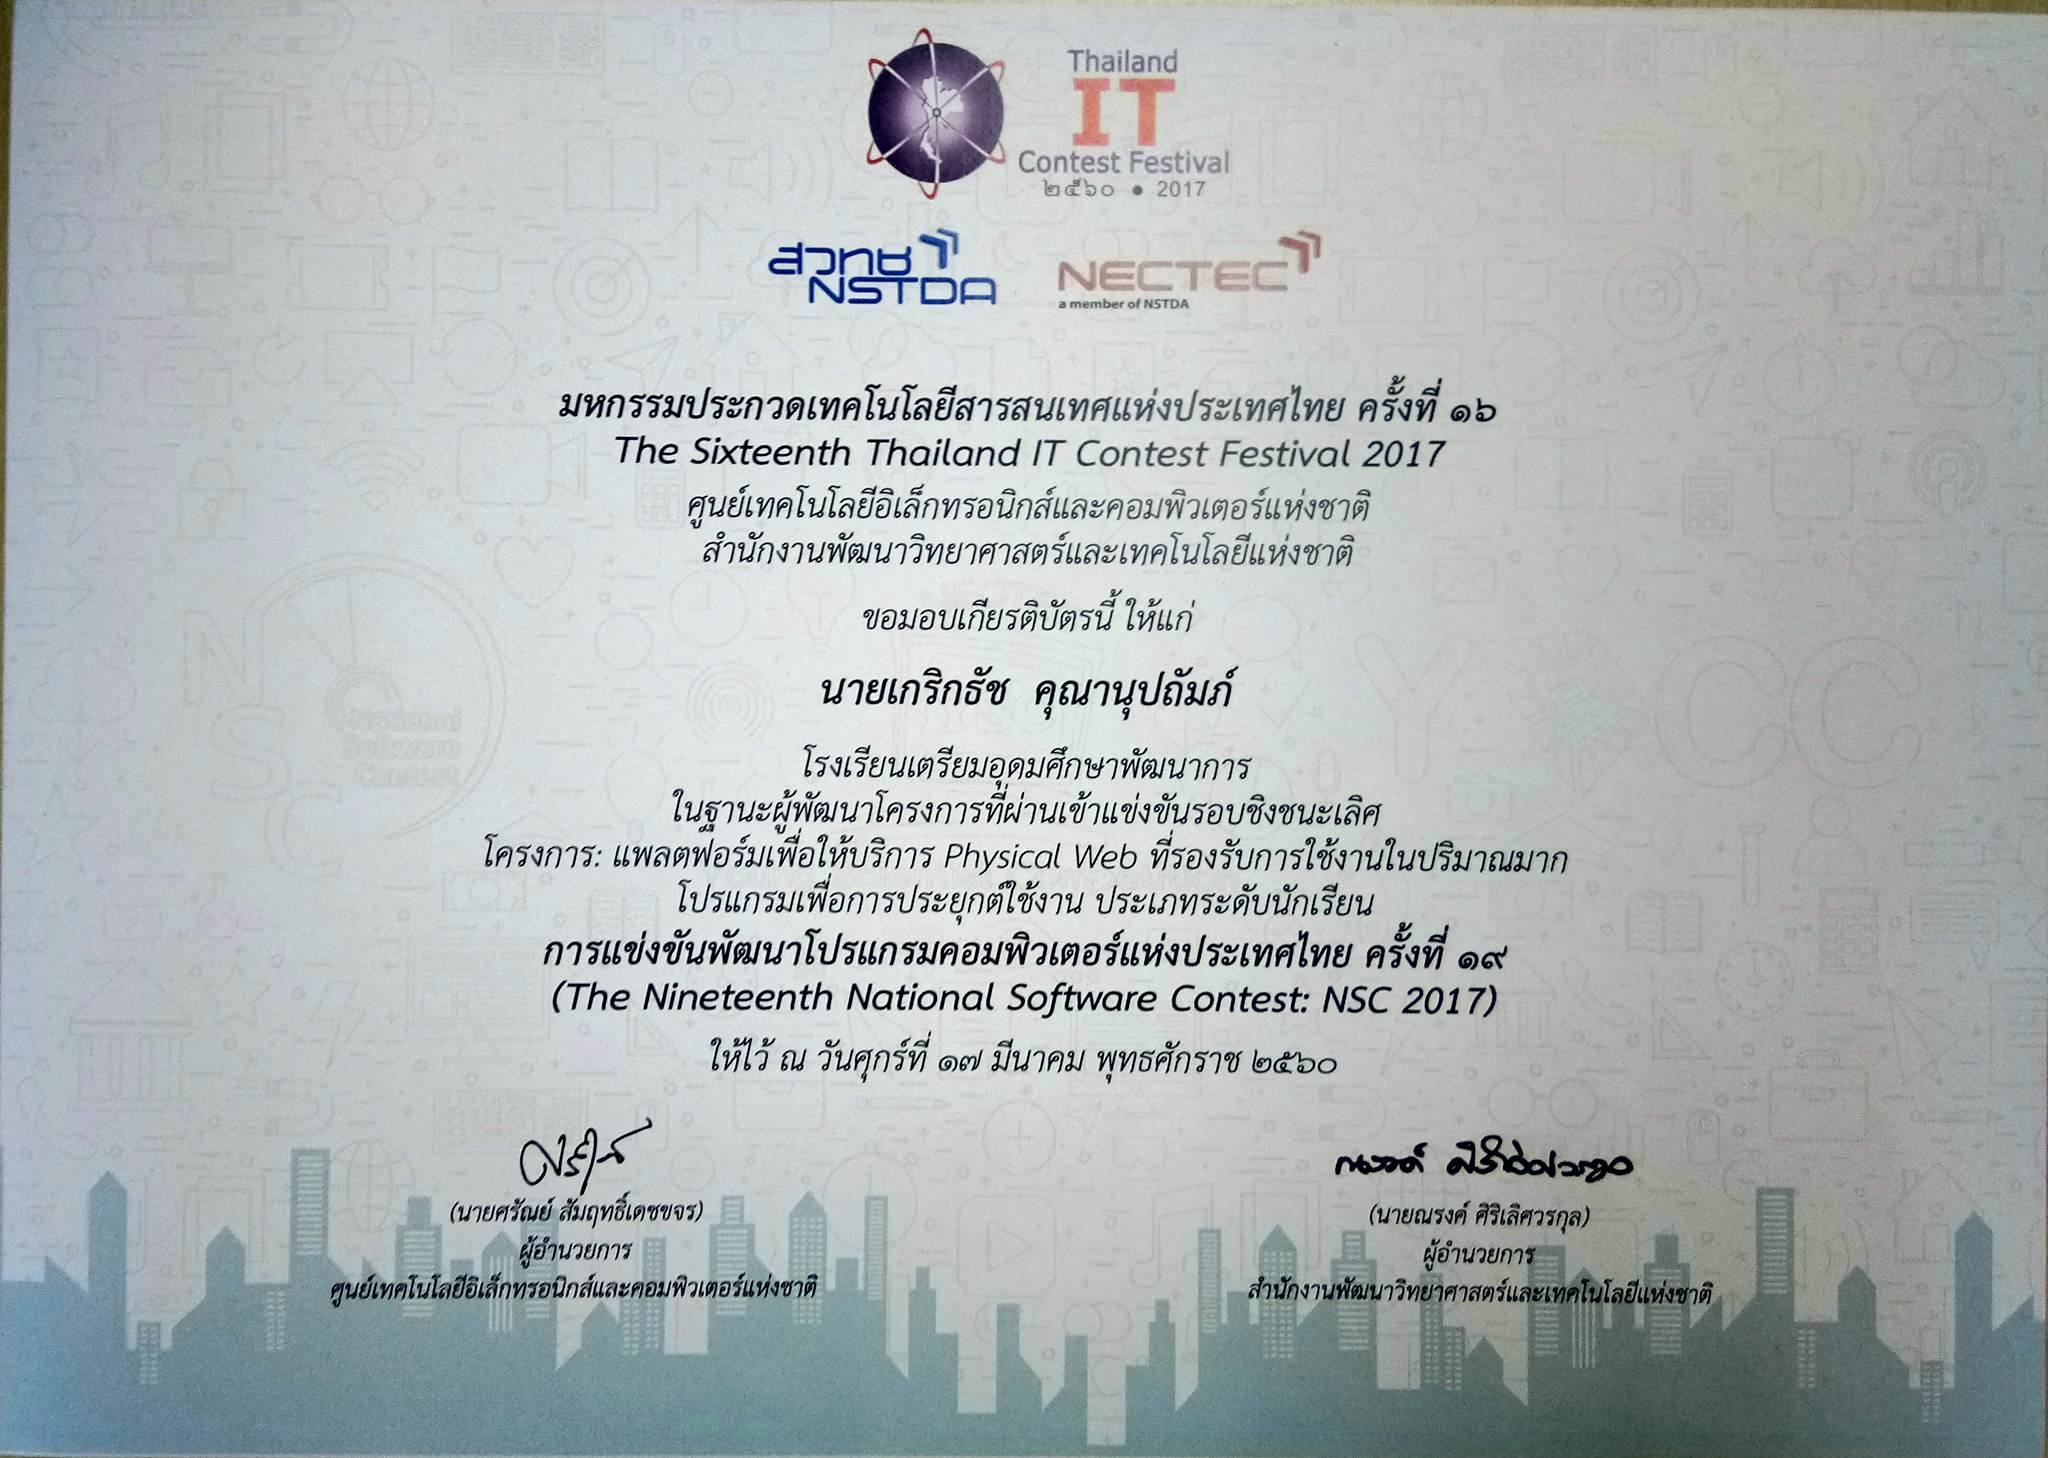 Thailand
IT
Contest Festival
๒๕๖๐ • 2017
สวทช
NSTDA
NECTEC
a member of NSTDA
มหกรรมประกวดเทคโนโลยีสารสนเทศแห่งประเทศไทย ครั้งที่ ๑๖
The Sixteenth Thailand IT Contest Festival 2017
ศูนย์เทคโนโลยีอิเล็กทรอนิกส์และคอมพิวเตอร์แห่งชาติ
สำนักงานพัฒนาวิทยาศาสตร์และเทคโนโลยีแห่งชาติ
ขอมอบเกียรติบัตรนี้ ให้แก่
นายเกริกธัช คุณานุปถัมภ์
โรงเรียนเตรียมอุดมศึกษาพัฒนาการ
ในฐานะผู้พัฒนาโครงการที่ผ่านเข้าแข่งขันรอบชิงชนะเลิศ
โครงการ: แพลตฟอร์มเพื่อให้บริการ Physical Web ที่รองรับการใช้งานในปริมาณมาก
โปรแกรมเพื่อการประยุกต์ใช้งาน ประเภทระดับนักเรียน
การแข่งขันพัฒนาโปรแกรมคอมพิวเตอร์แห่งประเทศไทย ครั้งที่ ๑๙
(The Nineteenth National Software Contest: NSC 2017)
ให้ไว้ ณ วันศุกร์ที่ ๑๗ มีนาคม พุทธศักราช ๒๕๖๐
(นายศรัณย์ สัมฤทธิ์เดชขจร)
ผู้อำนวยการ
ศูนย์เทคโนโลยีอิเล็กทรอนิกส์และคอมพิวเตอร์แห่งชาติ
(นายณรงค์ ศิริเลิศวรกุล)
ผู้อำนวยการ
สำนักงานพัฒนาวิทยาศาสตร์และเทคโนโลยีแห่งชาติ
NSC
National
Software
Contest
YCC